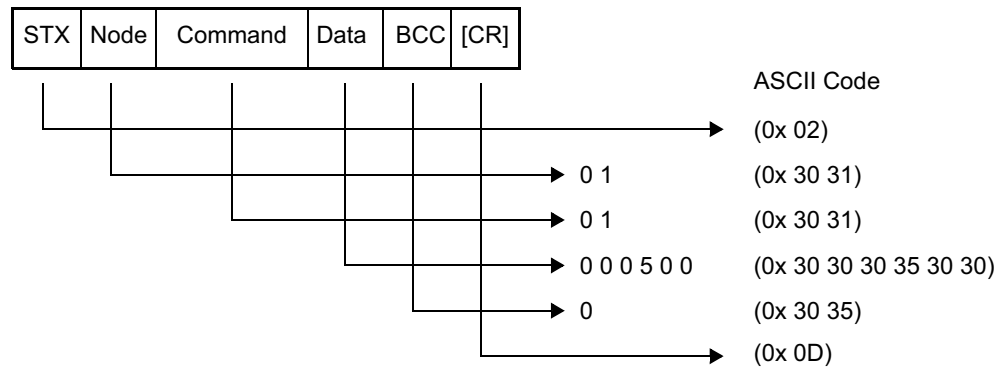 STX Node Command Data BCC [CR]
ASCII Code
(0x 02)
0 1 (0x 30 31)
0 1 (0x 30 31)
0 0 0 5 0 0 (0x 30 30 30 35 30 30)
0 (0x 30 35)
(0x 0D)